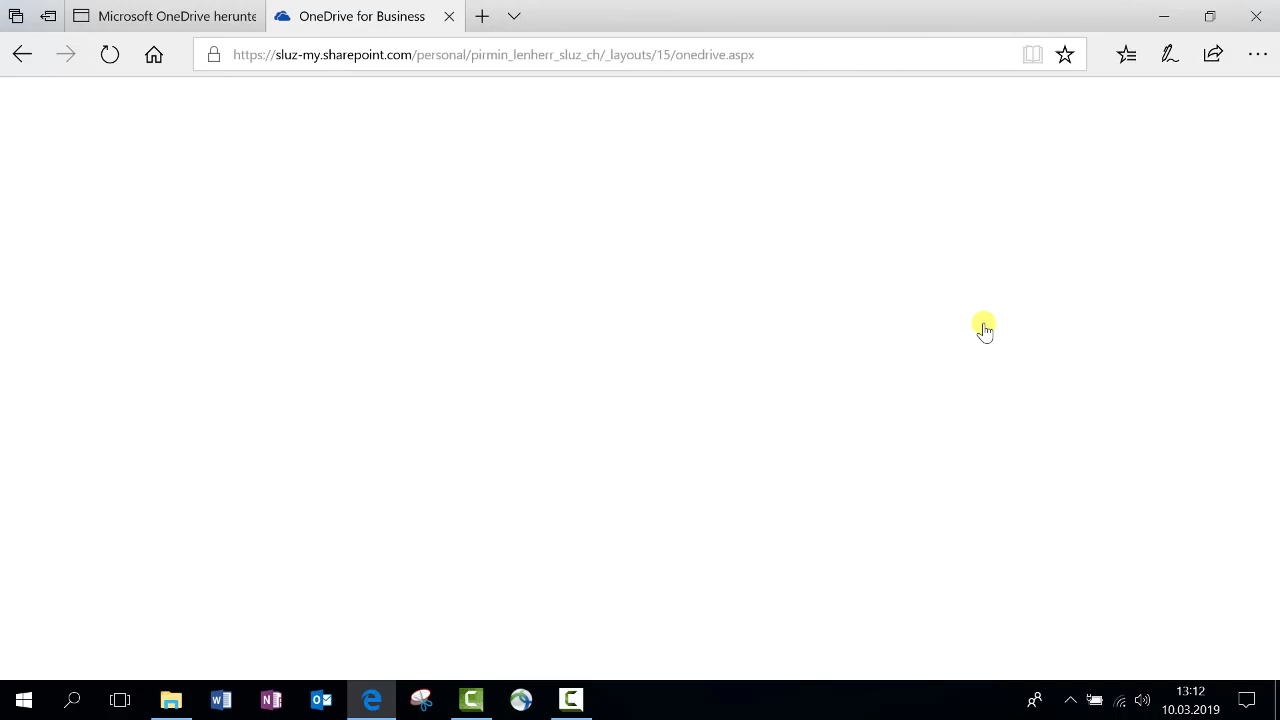 Microsoft OneDrive herunte
OneDrive for Business
https://sluz-my.sharepoint.com/personal/pirmin_lenherr_sluz_ch/_layouts/15/onedrive.aspx
13:12
10.03.2019